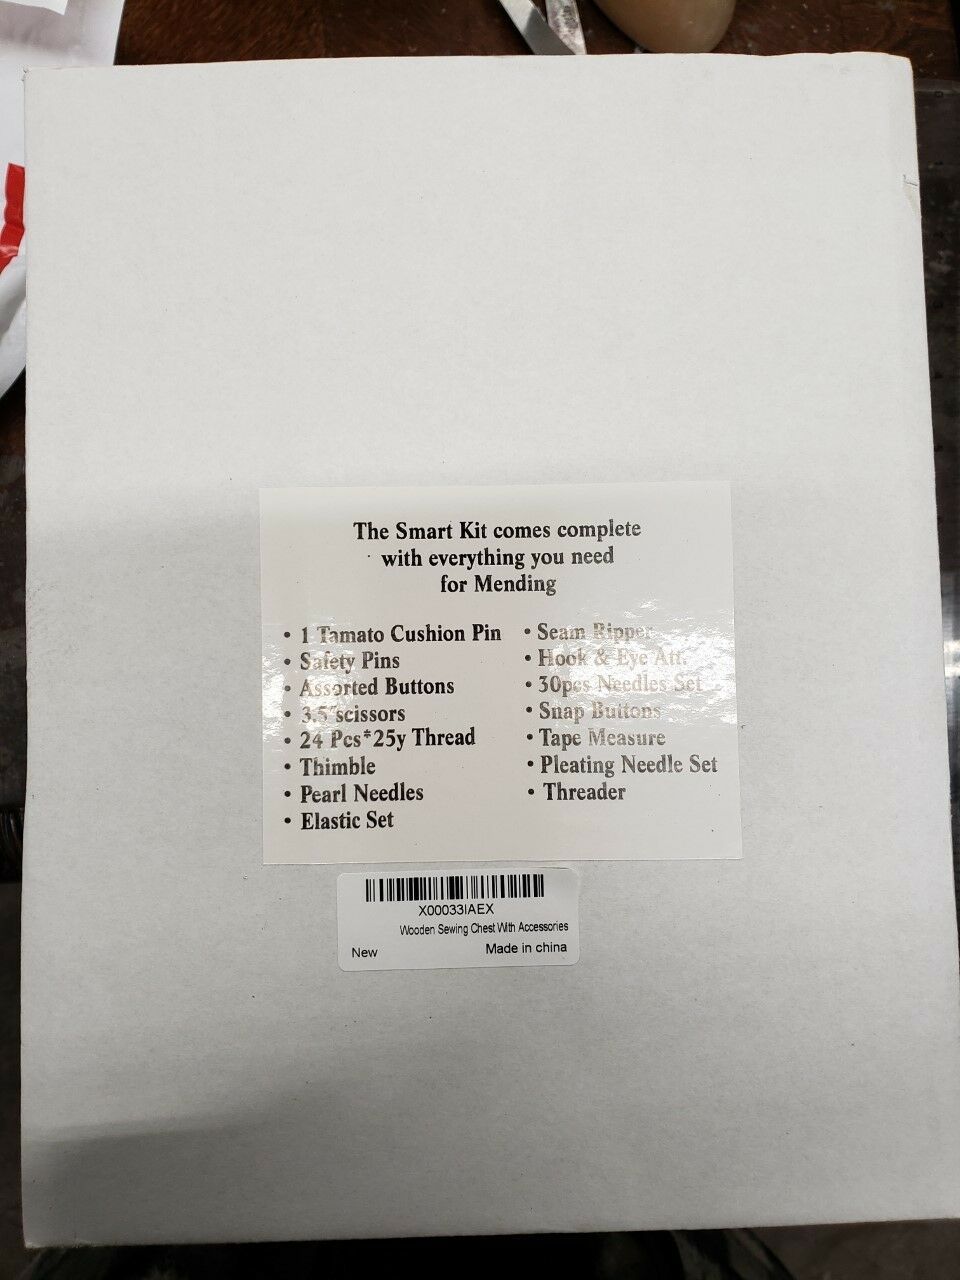 The Smart Kit comes complete
with everything you need
for Mending
• 1 Tamato Cushion Pin
• Safety Pins
• Assorted Buttons
• 3.5"scissors
• 24 Pcs*25y Thread
• Thimble
• Pearl Needles
• Elastic Set
• Seam Ripper
• Hook & Eye Att.
• 30pcs Needles Set
• Snap Buttons
• Tape Measure
• Pleating Needle Set
• Threader
X00033IAEX
Wooden Sewing Chest With Accessories
New Made in china